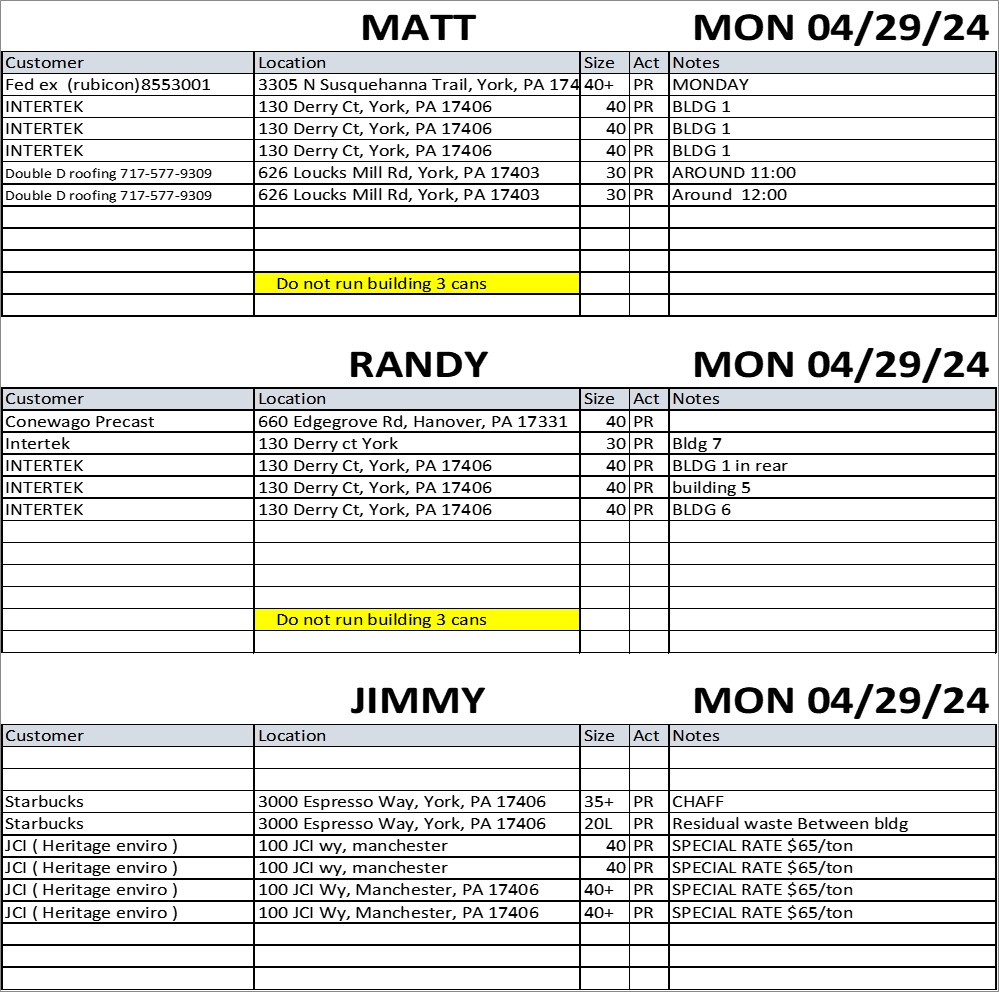 MATT MON 04/29/24
Customer Location Size Act Notes
Fed ex (rubicon)8553001 3305 N Susquehanna Trail, York, PA 174 40+ PR MONDAY
INTERTEK 130 Derry Ct, York, PA 17406 40 PR BLDG 1
INTERTEK 130 Derry Ct, York, PA 17406 40 PR BLDG 1
INTERTEK 130 Derry Ct, York, PA 17406 40 PR BLDG 1
Double D roofing 717-577-9309 626 Loucks Mill Rd, York, PA 17403 30 PR AROUND 11:00
Double D roofing 717-577-9309 626 Loucks Mill Rd, York, PA 17403 30 PR Around 12:00
Do not run building 3 cans
RANDY MON 04/29/24
Customer Location Size Act Notes
Conewago Precast 660 Edgegrove Rd, Hanover, PA 17331 40 PR
Intertek 130 Derry ct York 30 PR Bldg 7
INTERTEK 130 Derry Ct, York, PA 17406 40 PR BLDG 1 in rear
INTERTEK 130 Derry Ct, York, PA 17406 40 PR building 5
INTERTEK 130 Derry Ct, York, PA 17406 40 PR BLDG 6
Do not run building 3 cans
JIMMY MON 04/29/24
Customer Location Size Act Notes
Starbucks 3000 Espresso Way, York, PA 17406 35+ PR CHAFF
Starbucks 3000 Espresso Way, York, PA 17406 20L PR Residual waste Between bldg
JCI ( Heritage enviro ) 100 JCI wy, manchester 40 PR SPECIAL RATE $65/ton
JCI ( Heritage enviro ) 100 JCI wy, manchester 40 PR SPECIAL RATE $65/ton
JCI ( Heritage enviro ) 100 JCI Wy, Manchester, PA 17406 40+ PR SPECIAL RATE $65/ton
JCI ( Heritage enviro ) 100 JCI Wy, Manchester, PA 17406 40+ PR SPECIAL RATE $65/ton